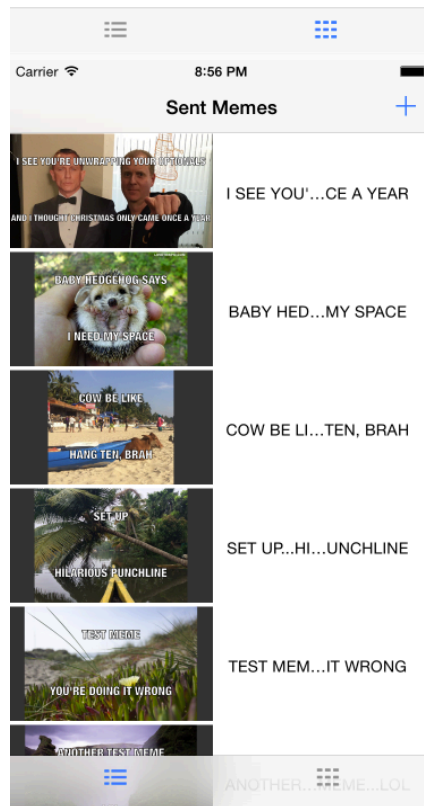 Carrier 8:56 PM
Sent Memes +
I SEE YOU'RE UNWRAPPING YOUR OPTIONALS
AND I THOUGHT CHRISTMAS ONLY CAME ONCE A YEAR
I SEE YOU'...CE A YEAR
BABY HEDGEHOG SAYS
I NEED MY SPACE
BABY HED...MY SPACE
COW BE LIKE
HANG TEN, BRAH
COW BE LI...TEN, BRAH
SET UP
HILARIOUS PUNCHLINE
SET UP...HI...UNCHLINE
TEST MEME
YOU'RE DOING IT WRONG
TEST MEM...IT WRONG
ANOTHER TEST MEME
ANOTHER...MEME...LOL